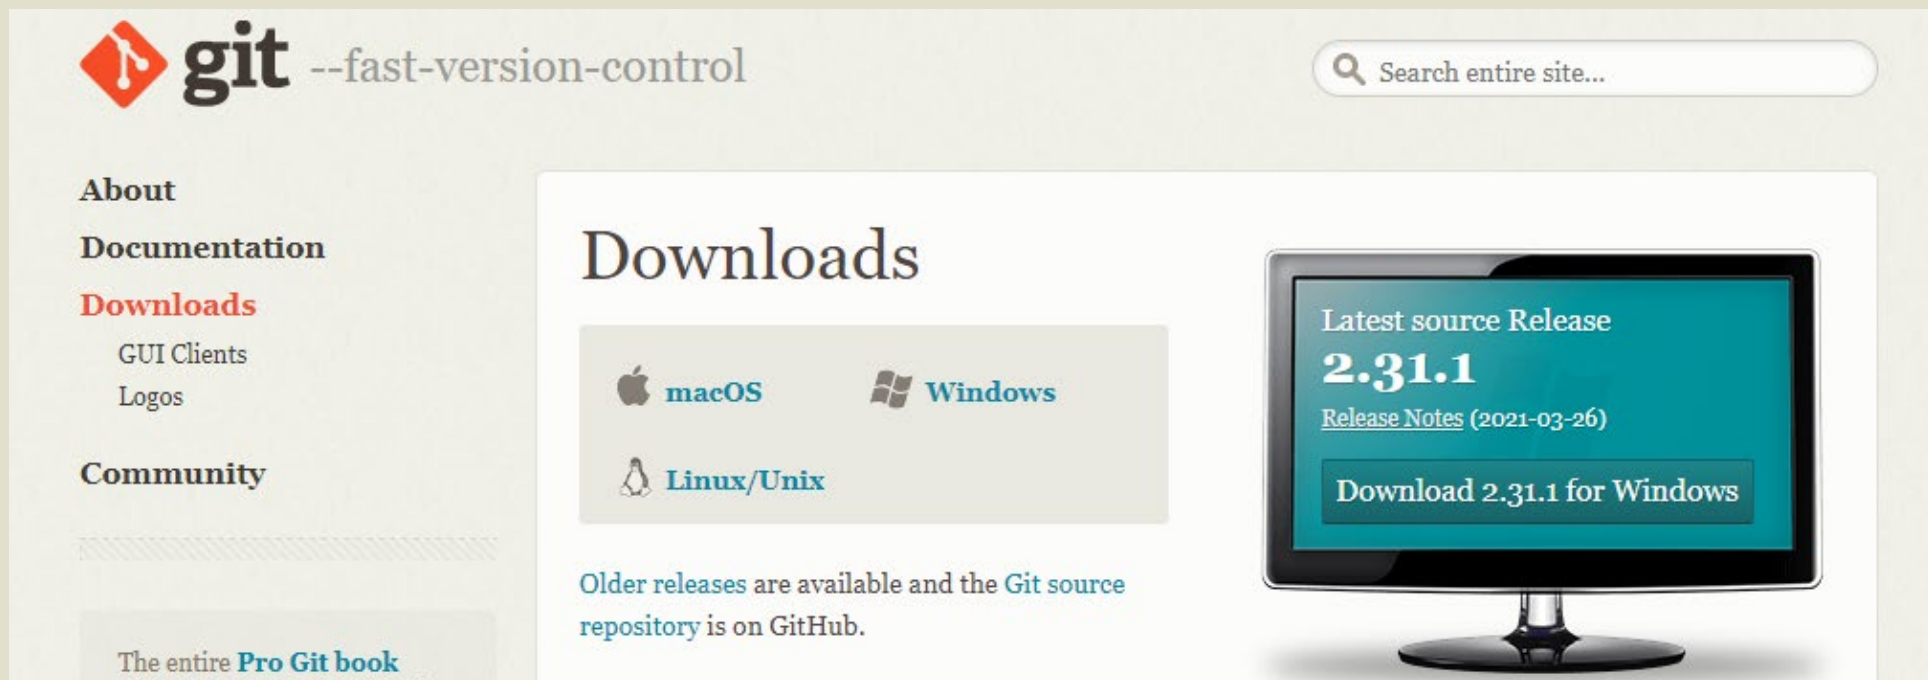 git --fast-version-control
Search entire site...
About
Documentation
Downloads
GUI Clients
Logos
Community
The entire Pro Git book
Downloads
macOS
Windows
Linux/Unix
Older releases are available and the Git source
repository is on GitHub.
Latest source Release
2.31.1
Release Notes (2021-03-26)
Download 2.31.1 for Windows